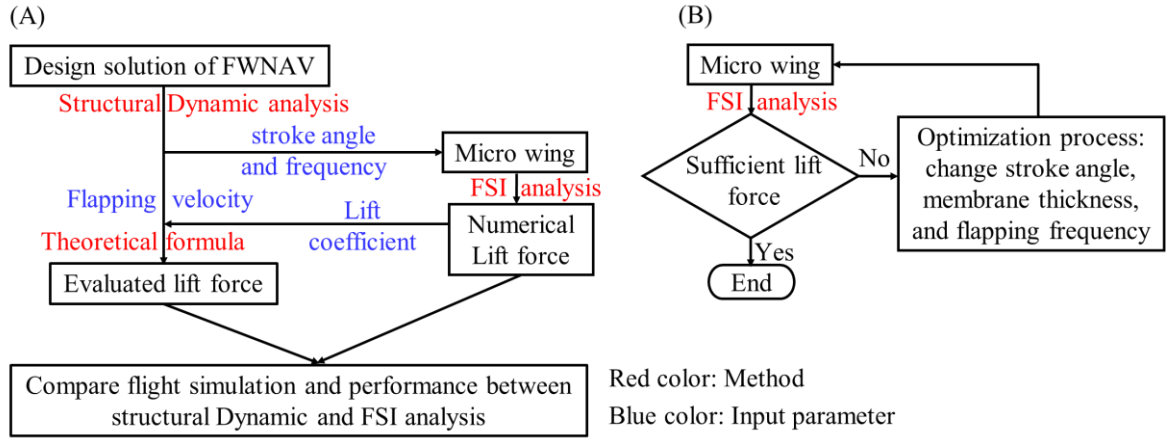 (A)
Design solution of FWNAV
Structural Dynamic analysis
stroke angle
and frequency
Micro wing
FSI analysis
Flapping velocity
Lift
coefficient
Numerical
Lift force
Theoretical formula
Evaluated lift force
Compare flight simulation and performance between
structural Dynamic and FSI analysis
(B)
Micro wing
FSI analysis
Sufficient lift
force
No
Optimization process:
change stroke angle,
membrane thickness,
and flapping frequency
Yes
End
Red color: Method
Blue color: Input parameter